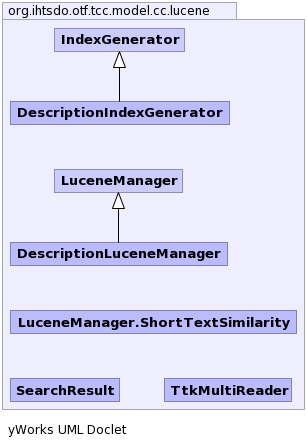 org.ihtsdo.otf.tcc.model.cc.lucene
IndexGenerator
DescriptionIndexGenerator
LuceneManager
DescriptionLuceneManager
LuceneManager.ShortTextSimilarity
SearchResult TtkMultiReader
yWorks UML Doclet